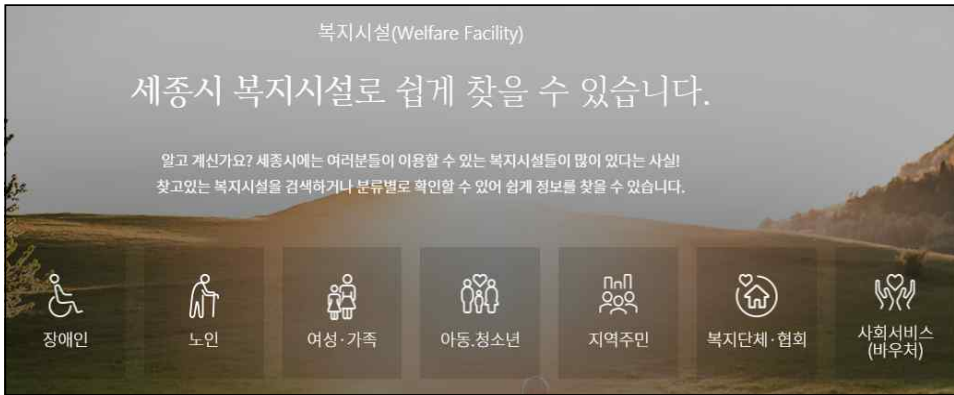 복지시설(Welfare Facility)
세종시 복지시설로 쉽게 찾을 수 있습니다.
알고 계신가요? 세종시에는 여러분들이 이용할 수 있는 복지시설들이 많이 있다는 사실!
찾고있는 복지시설을 검색하거나 분류별로 확인할 수 있어 쉽게 정보를 찾을 수 있습니다.
장애인
노인
여성·가족
아동.청소년
지역주민
복지단체·협회
사회서비스
(바우처)